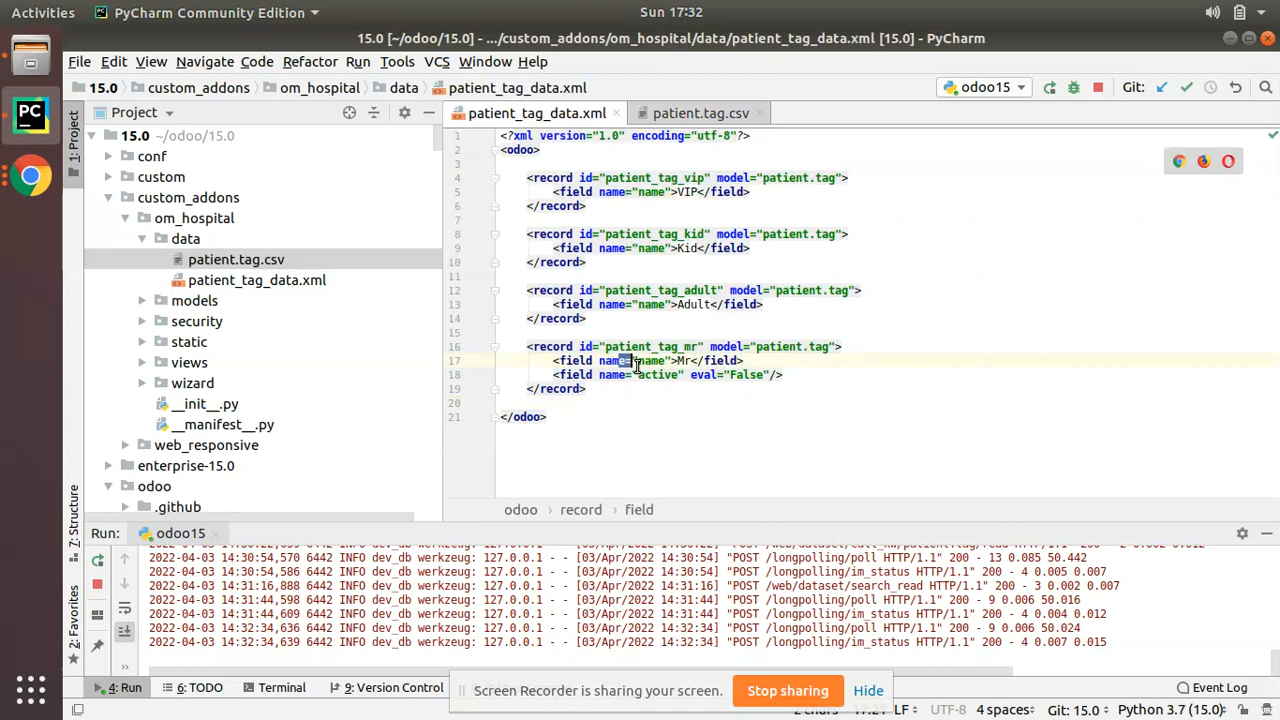 Activities PyCharm Community Edition Sun 17:32
15.0 [~/odoo/15.0] - .../custom_addons/om_hospital/data/patient_tag_data.xml [15.0] - PyCharm
File Edit View Navigate Code Refactor Run Tools VCS Window Help
15.0 custom_addons om_hospital data patient_tag_data.xml odoo15 Git:
Project patient_tag_data.xml patient.tag.csv
1: Project
7: Structure
2: Favorites
15.0 ~/odoo/15.0
conf
custom
custom_addons
om_hospital
data
patient.tag.csv
patient_tag_data.xml
models
security
static
views
wizard
__init__.py
__manifest__.py
web_responsive
enterprise-15.0
odoo
.github
1 <?xml version="1.0" encoding="utf-8"?>
2 <odoo>
3
4 <record id="patient_tag_vip" model="patient.tag">
5 <field name="name">VIP</field>
6 </record>
7
8 <record id="patient_tag_kid" model="patient.tag">
9 <field name="name">Kid</field>
10 </record>
11
12 <record id="patient_tag_adult" model="patient.tag">
13 <field name="name">Adult</field>
14 </record>
15
16 <record id="patient_tag_mr" model="patient.tag">
17 <field name="name">Mr</field>
18 <field name="active" eval="False"/>
19 </record>
20
21 </odoo>
odoo record field
Run: odoo15
2022-04-03 14:30:54,570 6442 INFO dev_db werkzeug: 127.0.0.1 - - [03/Apr/2022 14:30:54] "POST /longpolling/poll HTTP/1.1" 200 - 13 0.085 50.442
2022-04-03 14:30:54,586 6442 INFO dev_db werkzeug: 127.0.0.1 - - [03/Apr/2022 14:30:54] "POST /longpolling/im_status HTTP/1.1" 200 - 4 0.005 0.007
2022-04-03 14:31:16,888 6442 INFO dev_db werkzeug: 127.0.0.1 - - [03/Apr/2022 14:31:16] "POST /web/dataset/search_read HTTP/1.1" 200 - 3 0.002 0.007
2022-04-03 14:31:44,598 6442 INFO dev_db werkzeug: 127.0.0.1 - - [03/Apr/2022 14:31:44] "POST /longpolling/poll HTTP/1.1" 200 - 9 0.006 50.016
2022-04-03 14:31:44,609 6442 INFO dev_db werkzeug: 127.0.0.1 - - [03/Apr/2022 14:31:44] "POST /longpolling/im_status HTTP/1.1" 200 - 4 0.004 0.012
2022-04-03 14:32:34,636 6442 INFO dev_db werkzeug: 127.0.0.1 - - [03/Apr/2022 14:32:34] "POST /longpolling/poll HTTP/1.1" 200 - 9 0.006 50.024
2022-04-03 14:32:34,639 6442 INFO dev_db werkzeug: 127.0.0.1 - - [03/Apr/2022 14:32:34] "POST /longpolling/im_status HTTP/1.1" 200 - 4 0.007 0.015
4: Run 6: TODO Terminal 9: Version Control Event Log
Screen Recorder is sharing your screen. Stop sharing Hide
LF UTF-8 4 spaces Git: 15.0 Python 3.7 (15.0)